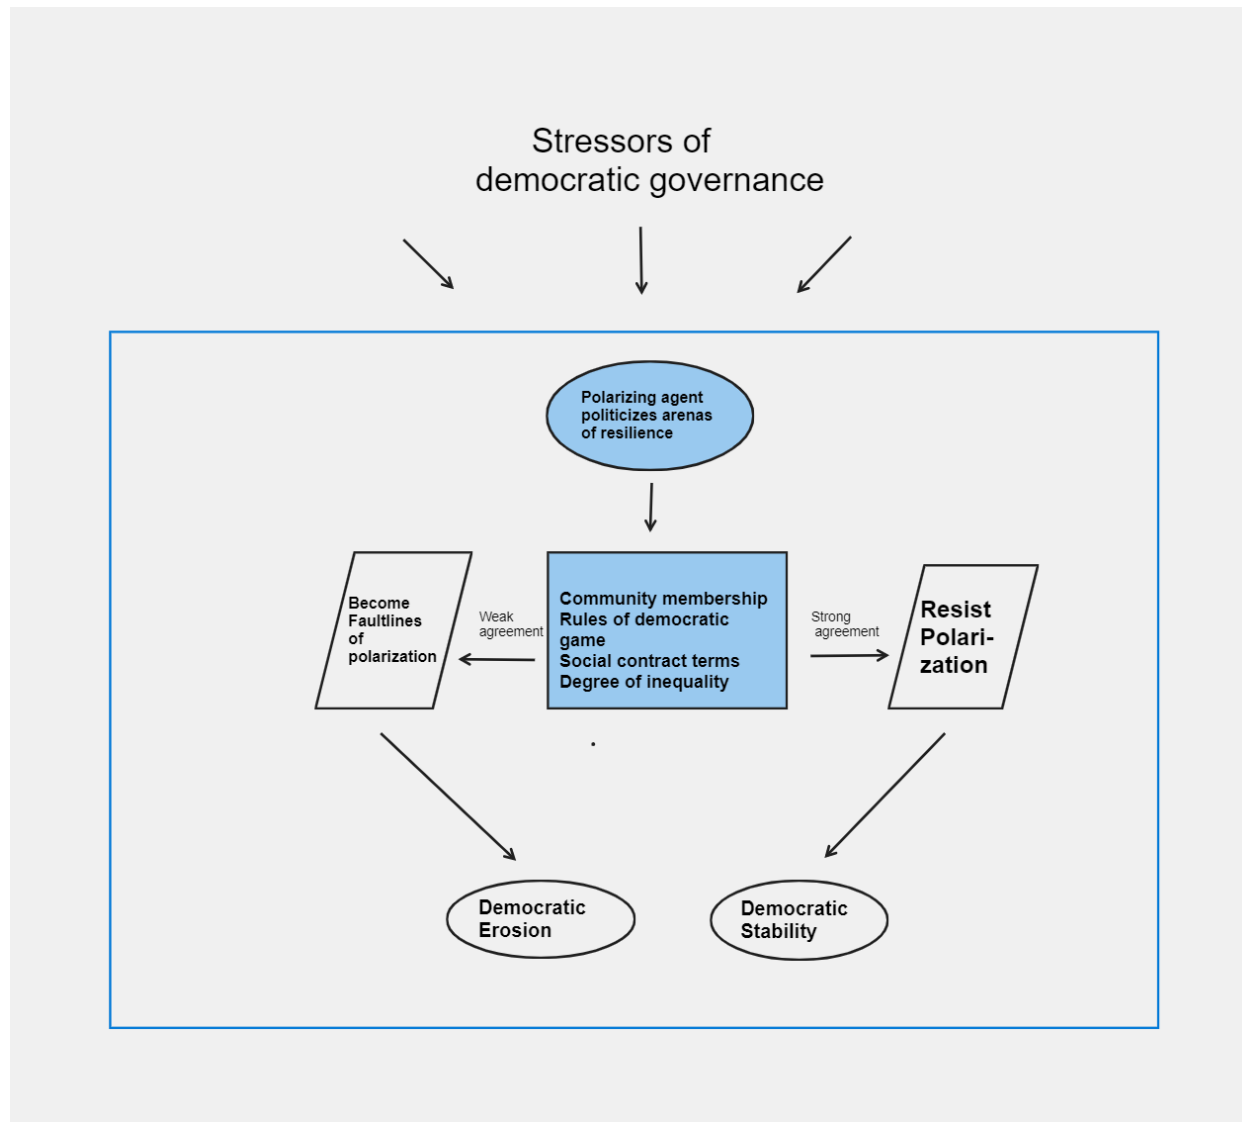 Stressors of
democratic governance
Polarizing agent
politicizes arenas
of resilience
Become
Faultlines
of
polarization
Weak
agreement
Community membership
Rules of democratic
game
Social contract terms
Degree of inequality
Strong
agreement
Resist
Polari-
zation
Democratic
Erosion
Democratic
Stability